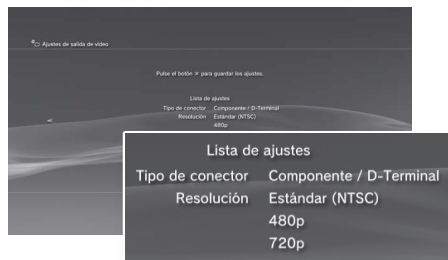 Ajustes de salida de vídeo
Pulse el botón × para guardar los ajustes.
Lista de ajustes
Tipo de conector Componente / D-Terminal
Resolución Estándar (NTSC)
480p
Lista de ajustes
Tipo de conector Componente / D-Terminal
Resolución Estándar (NTSC)
480p
720p